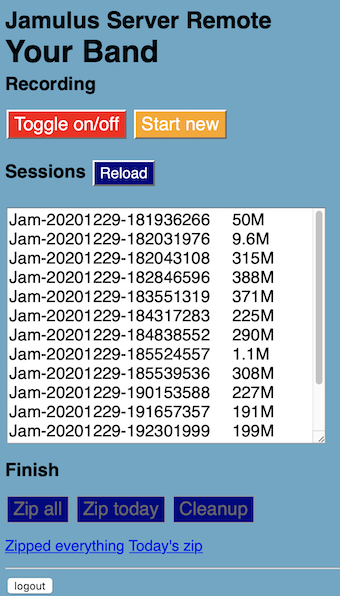 Jamulus Server Remote
Your Band
Recording
Toggle on/off Start new
Sessions Reload
Jam-20201229-181936266 50M
Jam-20201229-182031976 9.6M
Jam-20201229-182043108 315M
Jam-20201229-182846596 388M
Jam-20201229-183551319 371M
Jam-20201229-184317283 225M
Jam-20201229-184838552 290M
Jam-20201229-185524557 1.1M
Jam-20201229-185539536 308M
Jam-20201229-190153588 227M
Jam-20201229-191657357 191M
Jam-20201229-192301999 199M
Finish
Zip all Zip today Cleanup
Zipped everything Today's zip
logout